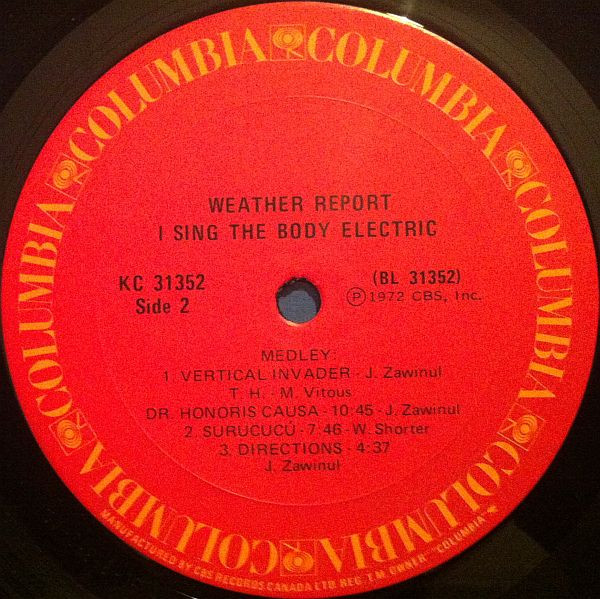 COLUMBIA COLUMBIA COLUMBIA COLUMBIA COLUMBIA COLUMBIA
WEATHER REPORT
I SING THE BODY ELECTRIC
KC 31352
Side 2
(BL 31352)
Ⓟ1972 CBS, Inc.
MEDLEY:
1. VERTICAL INVADER - J. Zawinul
T. H. - M. Vitous
DR. HONORIS CAUSA - 10:45 - J. Zawinul
2. SURUCUCÚ - 7:46 - W. Shorter
3. DIRECTIONS - 4:37
J. Zawinul
MANUFACTURED BY CBS RECORDS CANADA LTD. REG. T.M. OWNER "COLUMBIA"